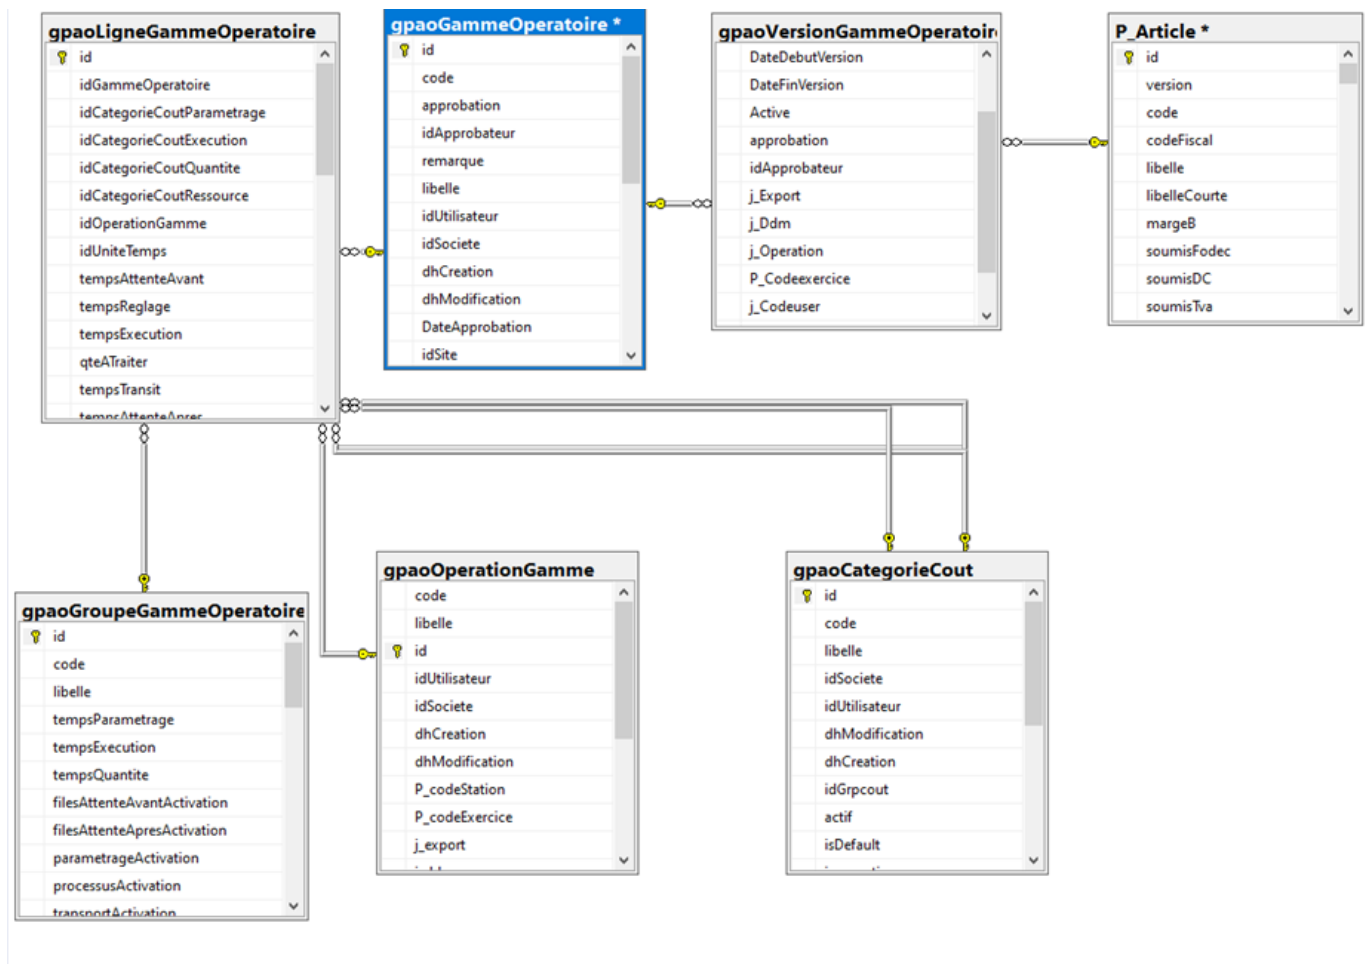 gpaoLigneGammeOperatoire
id
idGammeOperatoire
idCategorieCoutParametrage
idCategorieCoutExecution
idCategorieCoutQuantite
idCategorieCoutRessource
idOperationGamme
idUniteTemps
tempsAttenteAvant
tempsReglage
tempsExecution
qteATraiter
tempsTransit
tempsAttenteApres
gpaoGammeOperatoire *
id
code
approbation
idApprobateur
remarque
libelle
idUtilisateur
idSociete
dhCreation
dhModification
DateApprobation
idSite
gpaoVersionGammeOperatoir
DateDebutVersion
DateFinVersion
Active
approbation
idApprobateur
j_Export
j_Ddm
j_Operation
P_Codeexercice
j_Codeuser
P_Article *
id
version
code
codeFiscal
libelle
libelleCourte
margeB
soumisFodec
soumisDC
soumisTva
gpaoGroupeGammeOperatoire
id
code
libelle
tempsParametrage
tempsExecution
tempsQuantite
filesAttenteAvantActivation
filesAttenteApresActivation
parametrageActivation
processusActivation
transportActivation
gpaoOperationGamme
code
libelle
id
idUtilisateur
idSociete
dhCreation
dhModification
P_codeStation
P_codeExercice
j_export
gpaoCategorieCout
id
code
libelle
idSociete
idUtilisateur
dhModification
dhCreation
idGrpcout
actif
isDefault